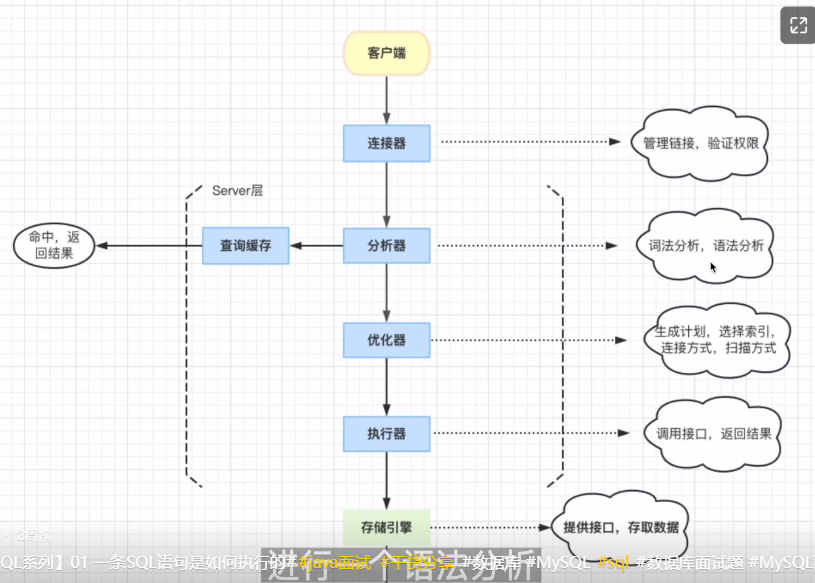 客户端
连接器
管理链接，验证权限
Server层
命中，返
回结果
查询缓存
分析器
词法分析，语法分析
优化器
生成计划，选择索引，
连接方式，扫描方式
执行器
调用接口，返回结果
存储引擎
提供接口，存取数据
QL系列】01 一条SQL语句是如何执行的# #java面试 #干货分享 #数据库 #MySQL #sql #数据库面试题 #MySQL
进行一个语法分析